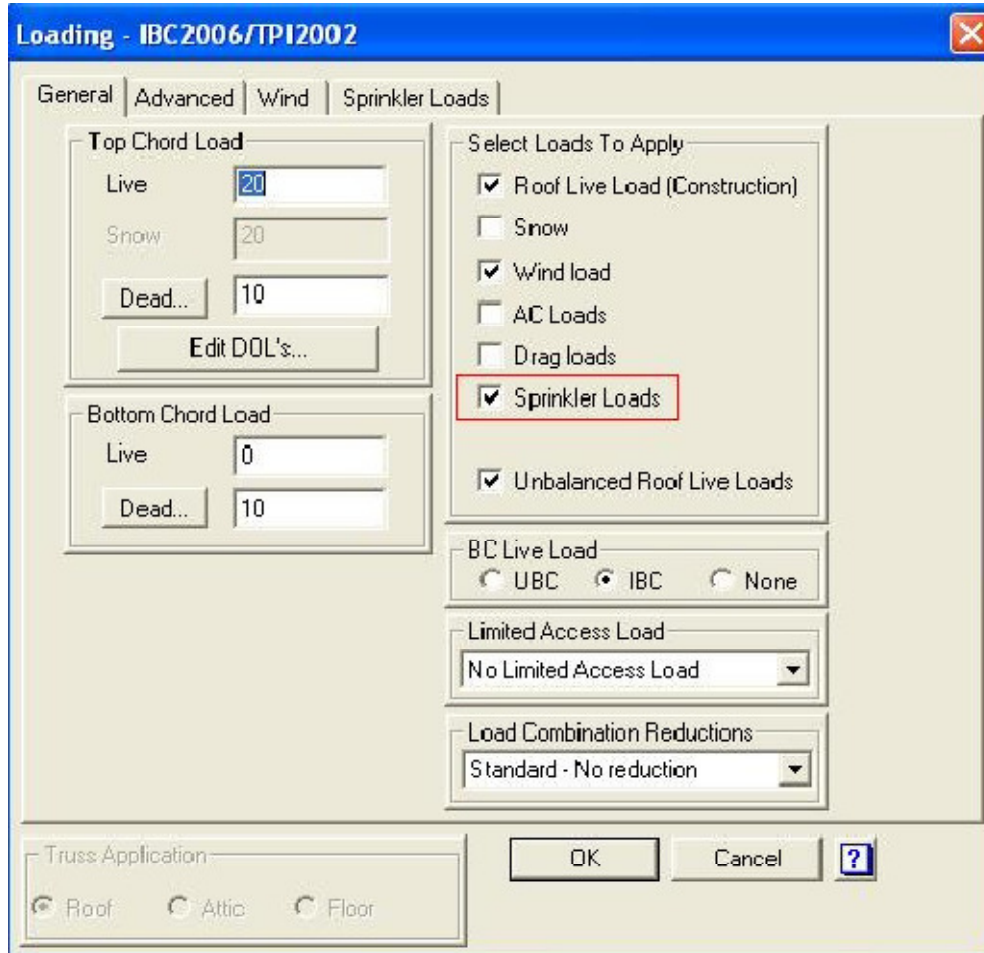 Loading - IBC2006/TPI2002
General
Advanced
Wind
Sprinkler Loads
Top Chord Load
Live
20
Snow
20
Dead...
10
Edit DOL's...
Bottom Chord Load
Live
0
Dead...
10
Select Loads To Apply
Roof Live Load (Construction)
Snow
Wind load
AC Loads
Drag loads
Sprinkler Loads
Unbalanced Roof Live Loads
BC Live Load
UBC
IBC
None
Limited Access Load
No Limited Access Load
Load Combination Reductions
Standard - No reduction
Truss Application
Roof
Attic
Floor
OK
Cancel
?